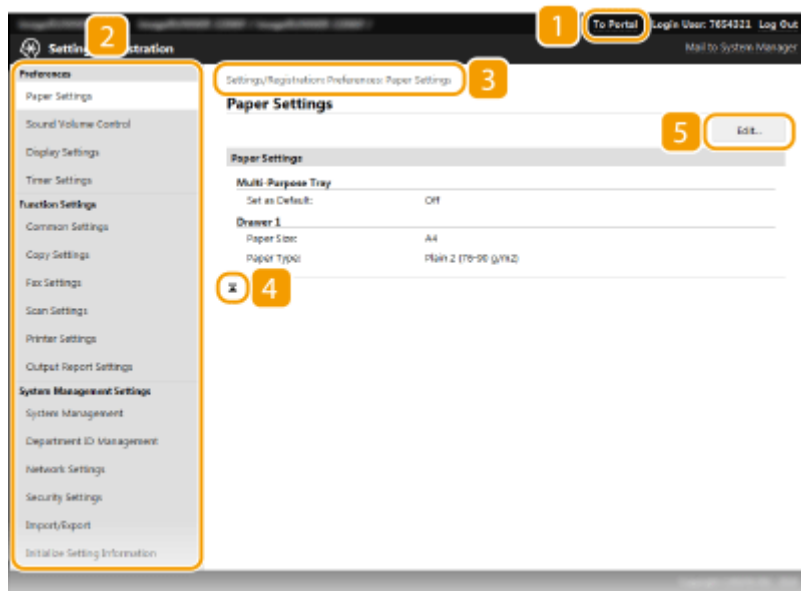 1 To Portal Login User: 7654321 Log Out
2
Mail to System Manager
Preferences
Paper Settings
Sound Volume Control
Display Settings
Timer Settings
Function Settings
Common Settings
Copy Settings
Fax Settings
Scan Settings
Printer Settings
Output Report Settings
System Management Settings
System Management
Department ID Management
Network Settings
Security Settings
Import/Export
Initialize Setting Information
Settings/Registration: Preferences: Paper Settings 3
Paper Settings
5 Edit...
Paper Settings
Multi-Purpose Tray
Set as Default: Off
Drawer 1
Paper Size: A4
Paper Type: Plain 2 (76-90 g/m2)
4